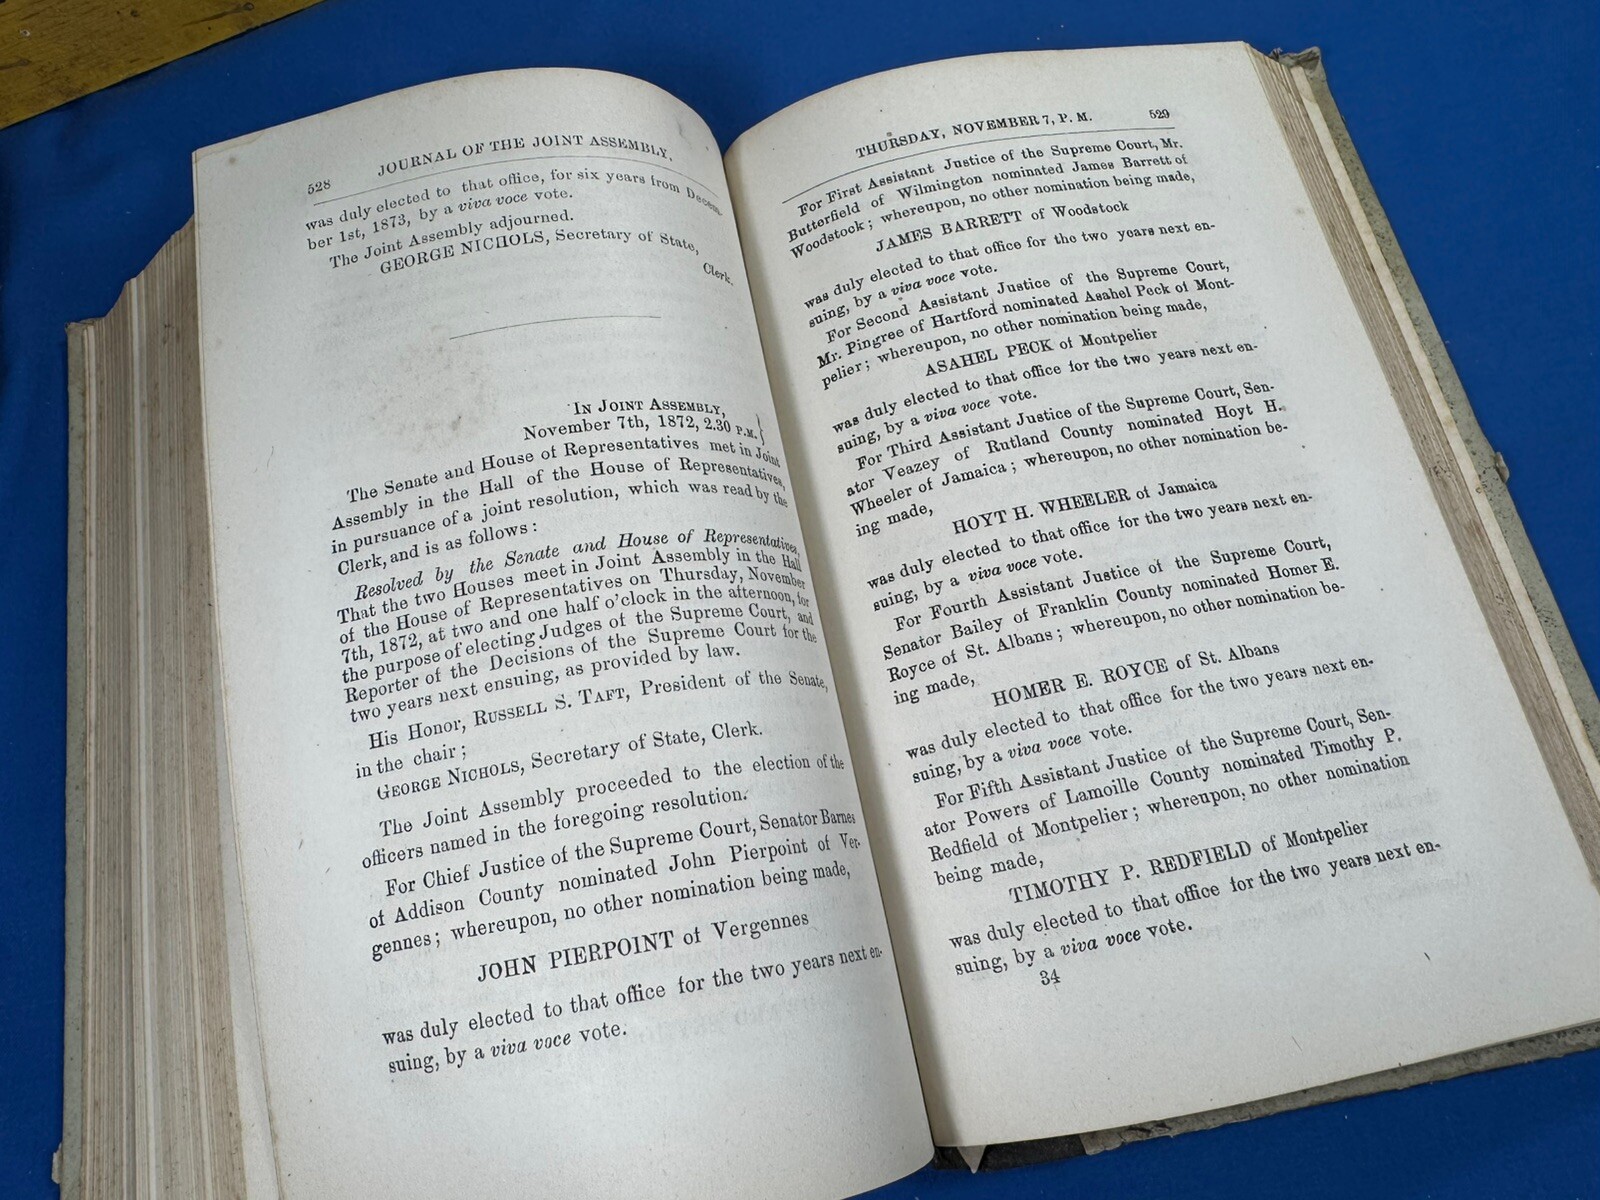 528
JOURNAL OF THE JOINT ASSEMBLY.
was duly elected to that office, for six years from Decem-
ber 1st, 1873, by a viva voce vote.
The Joint Assembly adjourned.
GEORGE NICHOLS, Secretary of State,
Clerk.
IN JOINT ASSEMBLY,
November 7th, 1872, 2.30 P.M. }
The Senate and House of Representatives met in Joint
Assembly in the Hall of the House of Representatives,
in pursuance of a joint resolution, which was read by the
Clerk, and is as follows:
Resolved by the Senate and House of Representatives,
That the two Houses meet in Joint Assembly in the Hall
of the House of Representatives on Thursday, November
7th, 1872, at two and one half o'clock in the afternoon, for
the purpose of electing Judges of the Supreme Court, and
Reporter of the Decisions of the Supreme Court for the
two years next ensuing, as provided by law.
His Honor, RUSSELL S. TAFT, President of the Senate,
in the chair;
GEORGE NICHOLS, Secretary of State, Clerk.
The Joint Assembly proceeded to the election of the
officers named in the foregoing resolution.
For Chief Justice of the Supreme Court, Senator Barnes
of Addison County nominated John Pierpoint of Ver-
gennes; whereupon, no other nomination being made,
JOHN PIERPOINT of Vergennes
was duly elected to that office for the two years next en-
suing, by a viva voce vote.
THURSDAY, NOVEMBER 7, P. M.
529
For First Assistant Justice of the Supreme Court, Mr.
Butterfield of Wilmington nominated James Barrett of
Woodstock; whereupon, no other nomination being made,
JAMES BARRETT of Woodstock
was duly elected to that office for the two years next en-
suing, by a viva voce vote.
For Second Assistant Justice of the Supreme Court,
Mr. Pingree of Hartford nominated Asahel Peck of Mont-
pelier; whereupon, no other nomination being made,
ASAHEL PECK of Montpelier
was duly elected to that office for the two years next en-
suing, by a viva voce vote.
For Third Assistant Justice of the Supreme Court, Sen-
ator Veazey of Rutland County nominated Hoyt H.
Wheeler of Jamaica; whereupon, no other nomination be-
ing made,
HOYT H. WHEELER of Jamaica
was duly elected to that office for the two years next en-
suing, by a viva voce vote.
For Fourth Assistant Justice of the Supreme Court,
Senator Bailey of Franklin County nominated Homer E.
Royce of St. Albans; whereupon, no other nomination be-
ing made,
HOMER E. ROYCE of St. Albans
was duly elected to that office for the two years next en-
suing, by a viva voce vote.
For Fifth Assistant Justice of the Supreme Court, Sen-
ator Powers of Lamoille County nominated Timothy P.
Redfield of Montpelier; whereupon, no other nomination
being made,
TIMOTHY P. REDFIELD of Montpelier
was duly elected to that office for the two years next en-
suing, by a viva voce vote.
34